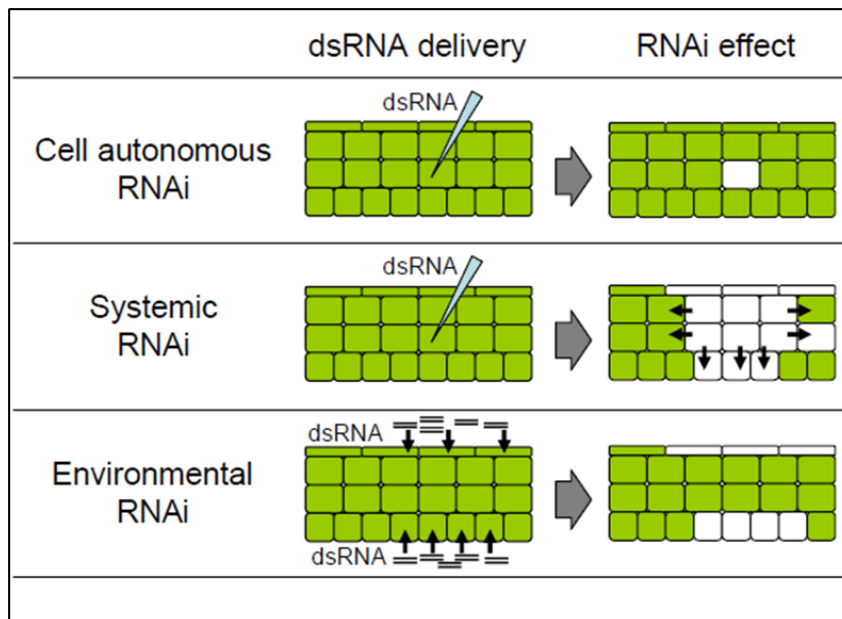 dsRNA delivery
RNAi effect
Cell autonomous
RNAi
dsRNA
Systemic
RNAi
dsRNA
Environmental
RNAi
dsRNA
dsRNA